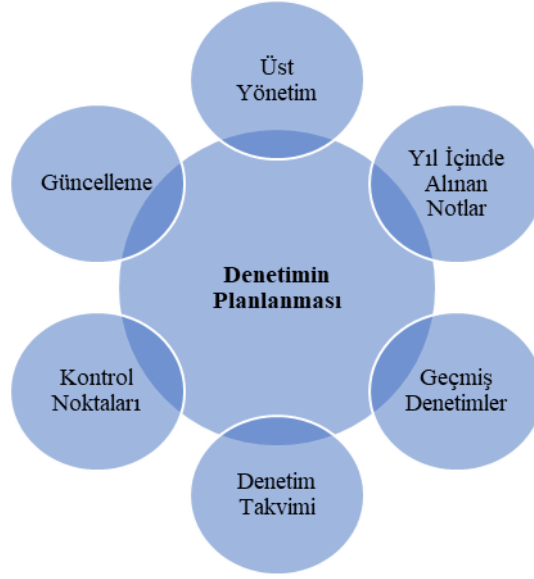 Üst
Yönetim
Yıl İçinde
Alınan
Notlar
Geçmiş
Denetimler
Denetim
Takvimi
Kontrol
Noktaları
Güncelleme
Denetimin
Planlanması